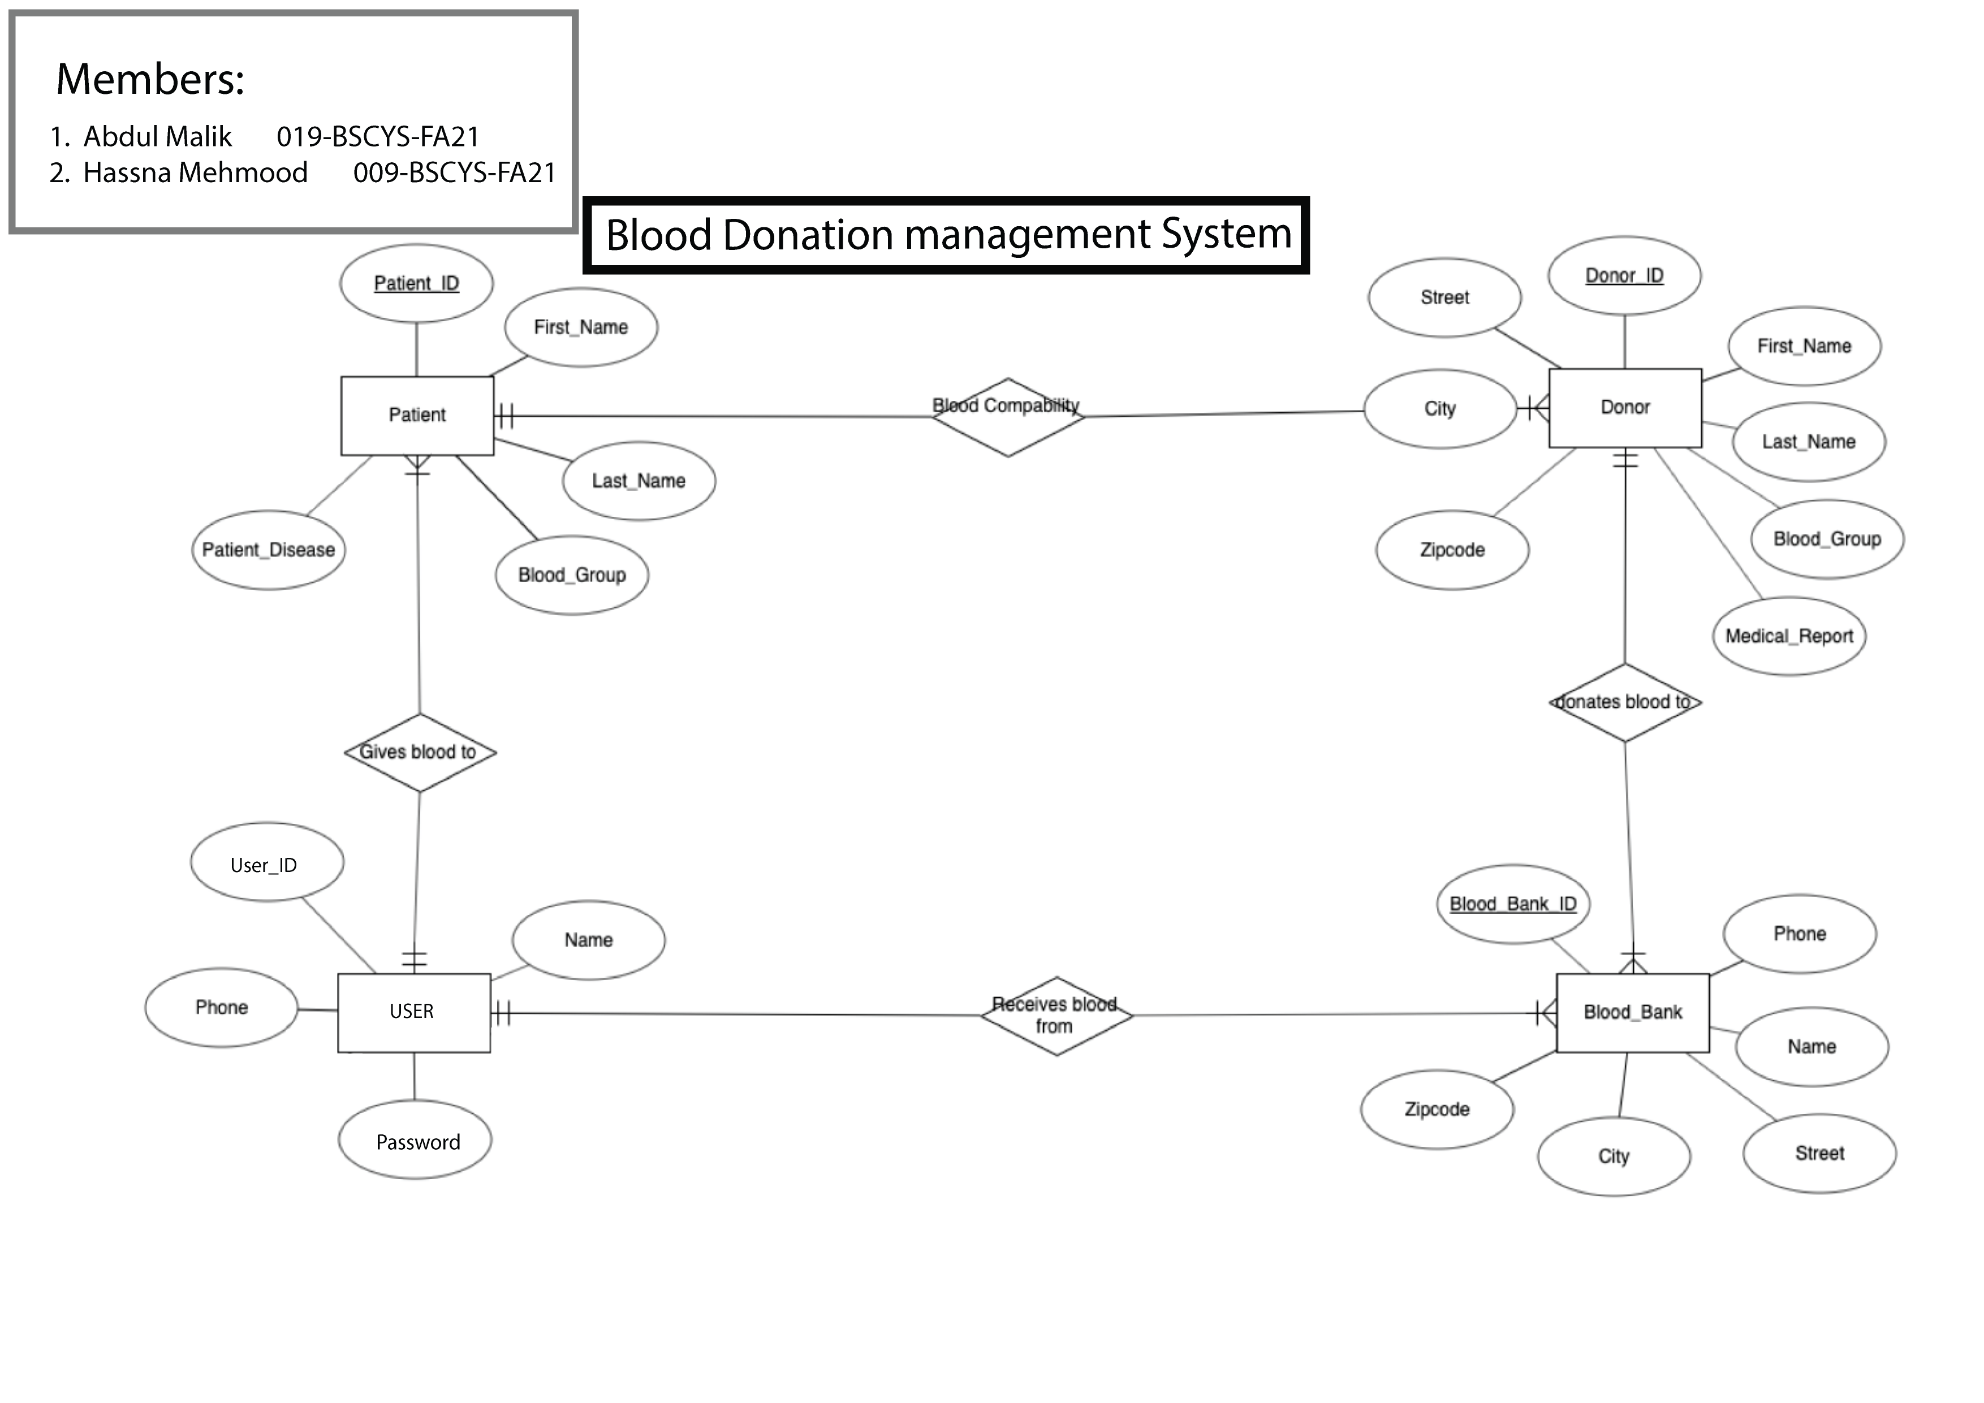 Members:
1. Abdul Malik 019-BSCYS-FA21
2. Hassna Mehmood 009-BSCYS-FA21
Blood Donation management System
Patient_ID
First_Name
Patient
Last_Name
Patient_Disease
Blood_Group
Blood Compability
Street
Donor_ID
First_Name
City
Donor
Last_Name
Zipcode
Blood_Group
Medical_Report
Gives blood to
donates blood to
User_ID
Name
Phone
USER
Password
Receives blood
from
Blood_Bank_ID
Phone
Blood_Bank
Name
Zipcode
City
Street